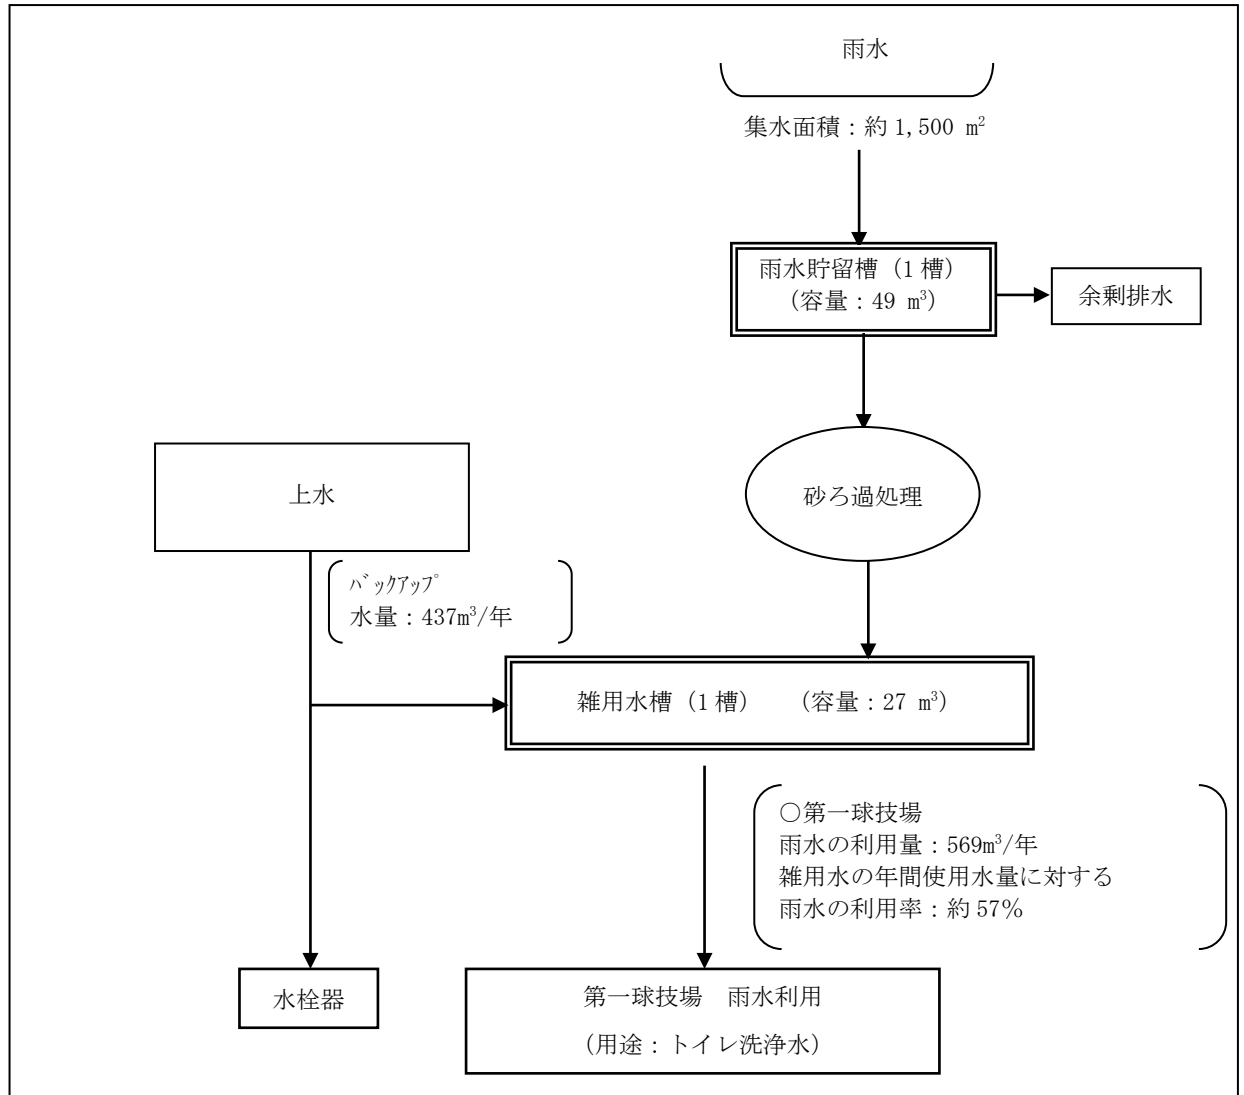 雨水
集水面積：約1,500 m²
雨水貯留槽（1槽）
（容量：49 m³）
余剰排水
砂ろ過処理
上水
ﾊﾞｯｸｱｯﾌﾟ
水量：437m³/年
雑用水槽（1槽）　（容量：27 m³）
○第一球技場
雨水の利用量：569m³/年
雑用水の年間使用水量に対する
雨水の利用率：約57％
水栓器
第一球技場　雨水利用
（用途：トイレ洗浄水）